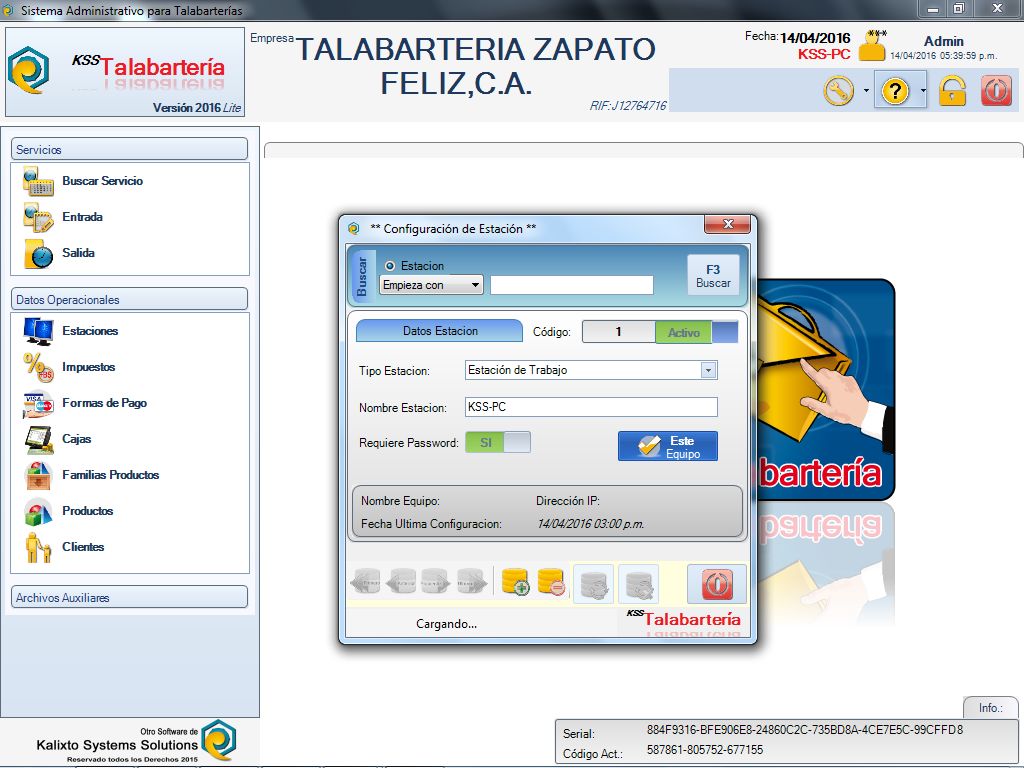 Sistema Administrativo para Talabarterías
KSS Talabartería
Versión 2016 Lite
Empresa
TALABARTERIA ZAPATO
FELIZ,C.A.
RIF:J12764716
Fecha: 14/04/2016
KSS-PC
***
Admin
14/04/2016 05:39:59 p.m.
Servicios
Buscar Servicio
Entrada
Salida
Datos Operacionales
Estaciones
Impuestos
Formas de Pago
Cajas
Familias Productos
Productos
Clientes
Archivos Auxiliares
** Configuración de Estación **
Buscar
Estacion
Empieza con
F3
Buscar
Datos Estacion
Código:
1
Activo
Tipo Estacion:
Estación de Trabajo
Nombre Estacion:
KSS-PC
Requiere Password:
SI
Este
Equipo
Nombre Equipo:
Dirección IP:
Fecha Ultima Configuracion:
14/04/2016 03:00 p.m.
Cargando...
KSS Talabartería
bartería
Otro Software de
Kalixto Systems Solutions
Reservado todos los Derechos 2015
Info.:
Serial:
884F9316-BFE906E8-24860C2C-735BD8A-4CE7E5C-99CFFD8
Código Act.:
587861-805752-677155